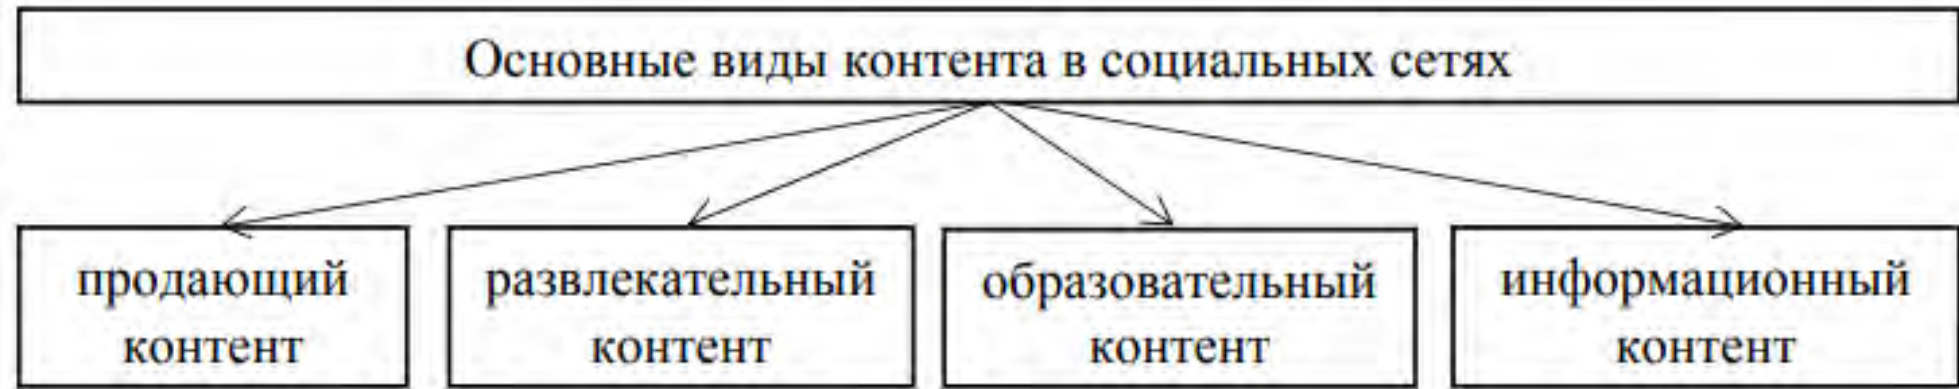 Основные виды контента в социальных сетях
продающий
контент
развлекательный
контент
образовательный
контент
информационный
контент